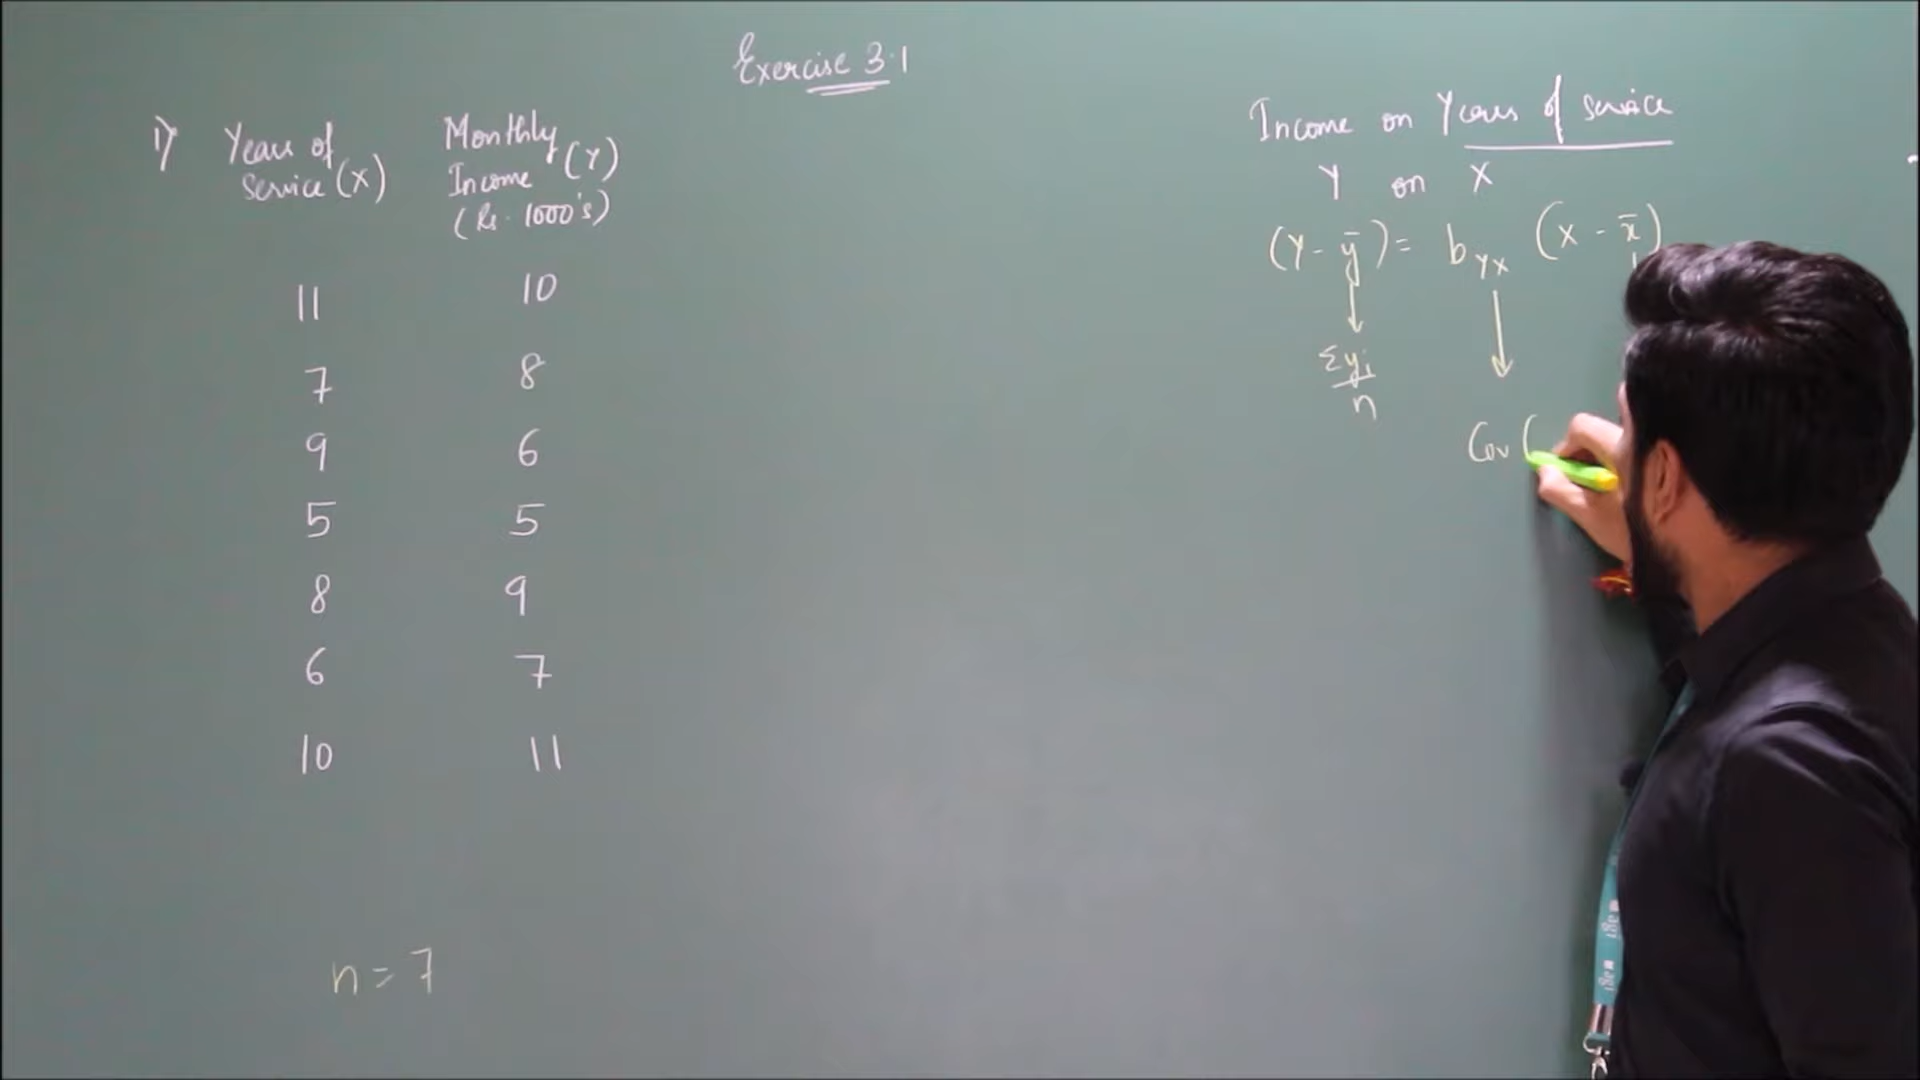 Exercise 3.1
1) Years of Service (X)
Monthly Income (Y) (Rs. 1000's)
11 10
7 8
9 6
5 5
8 9
6 7
10 11
n = 7
Income on Years of service
Y on X
(Y - ȳ) = b_YX (X - x̄)
Σyᵢ
n
Cov (